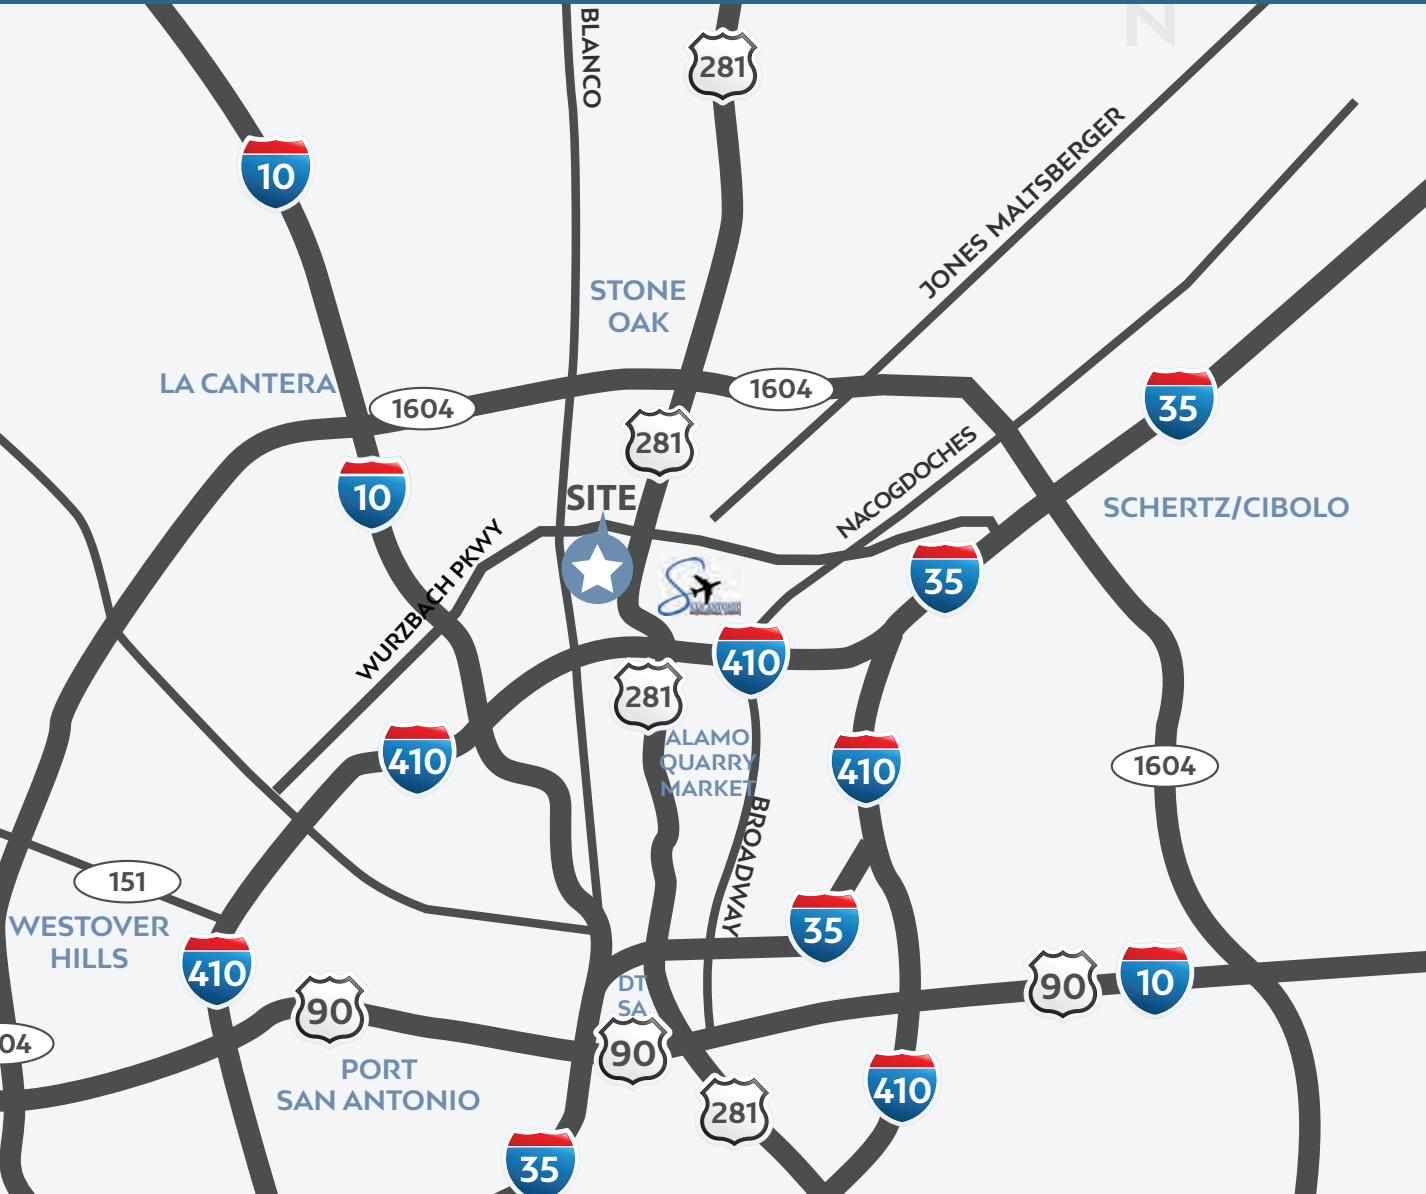 N
BLANCO
281
10
JONES MALTSBERGER
STONE
OAK
LA CANTERA
1604
1604
35
281
10
SITE
NACOGDOCHES
SCHERTZ/CIBOLO
WURZBACH PKWY
35
SAN ANTONIO
410
281
410
ALAMO
QUARRY
MARKET
410
1604
BROADWAY
151
WESTOVER
HILLS
35
410
DT
SA
90
90
10
04
90
PORT
SAN ANTONIO
410
281
35